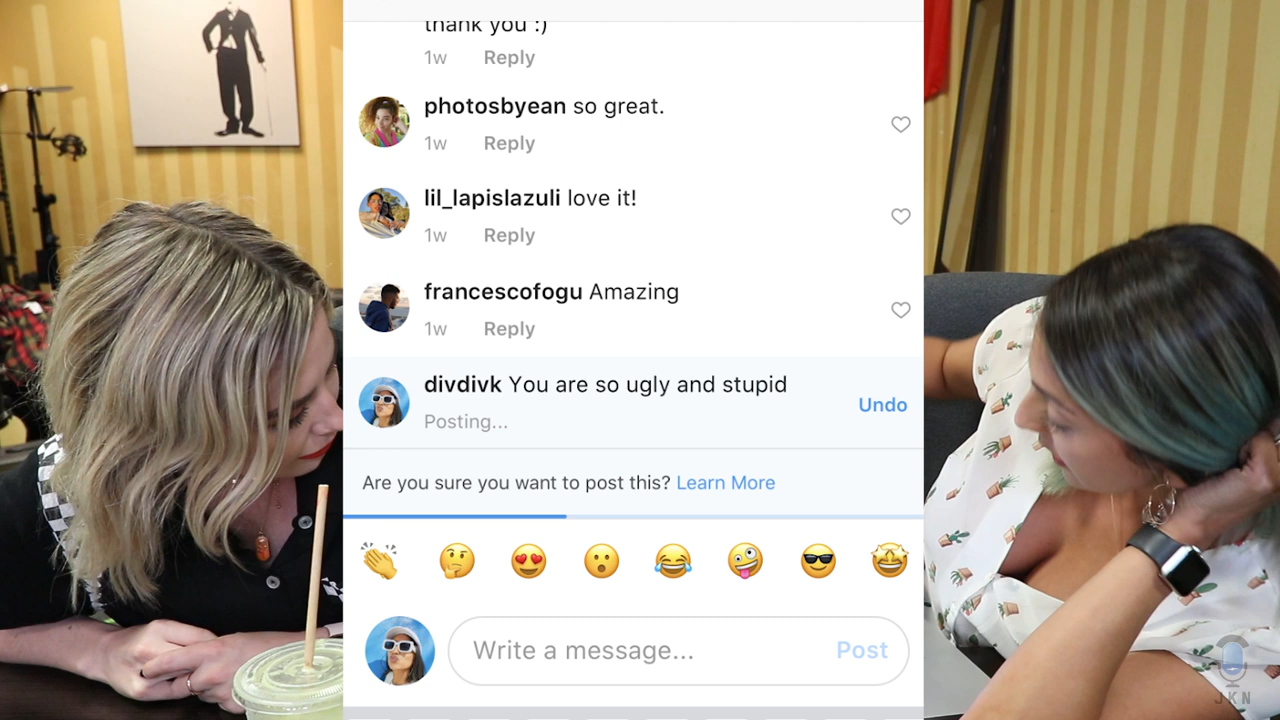 thank you :)
1w Reply
photosbyean so great.
1w Reply
lil_lapislazuli love it!
1w Reply
francescofogu Amazing
1w Reply
divdivk You are so ugly and stupid
Undo
Posting...
Are you sure you want to post this? Learn More
Write a message... Post
JKN